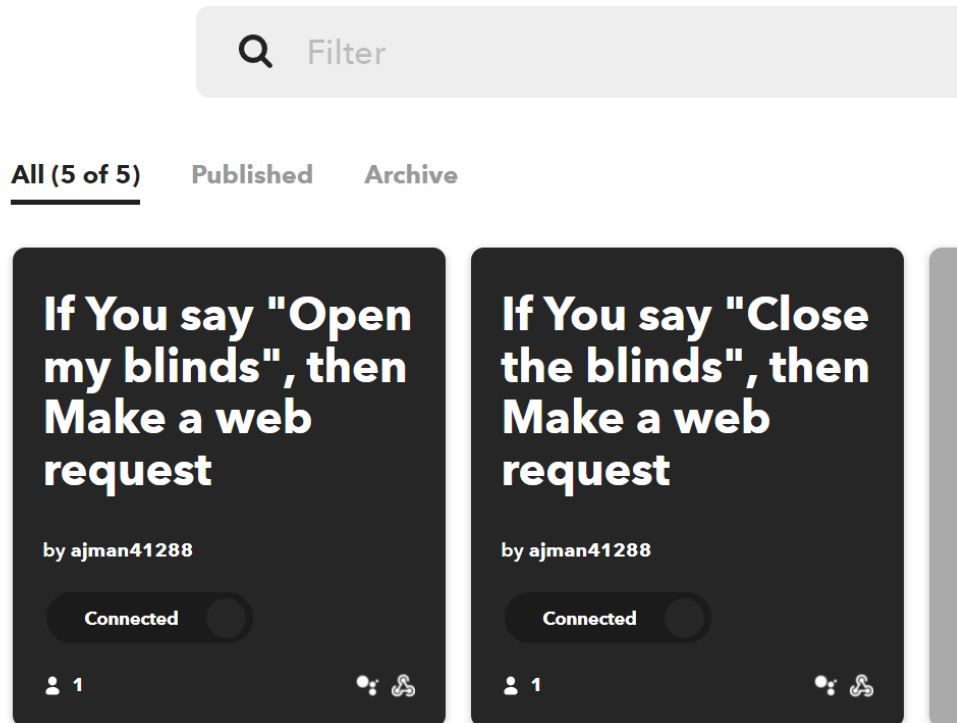 Filter
All (5 of 5) Published Archive
If You say "Open
my blinds", then
Make a web
request
by ajman41288
Connected
1
If You say "Close
the blinds", then
Make a web
request
by ajman41288
Connected
1